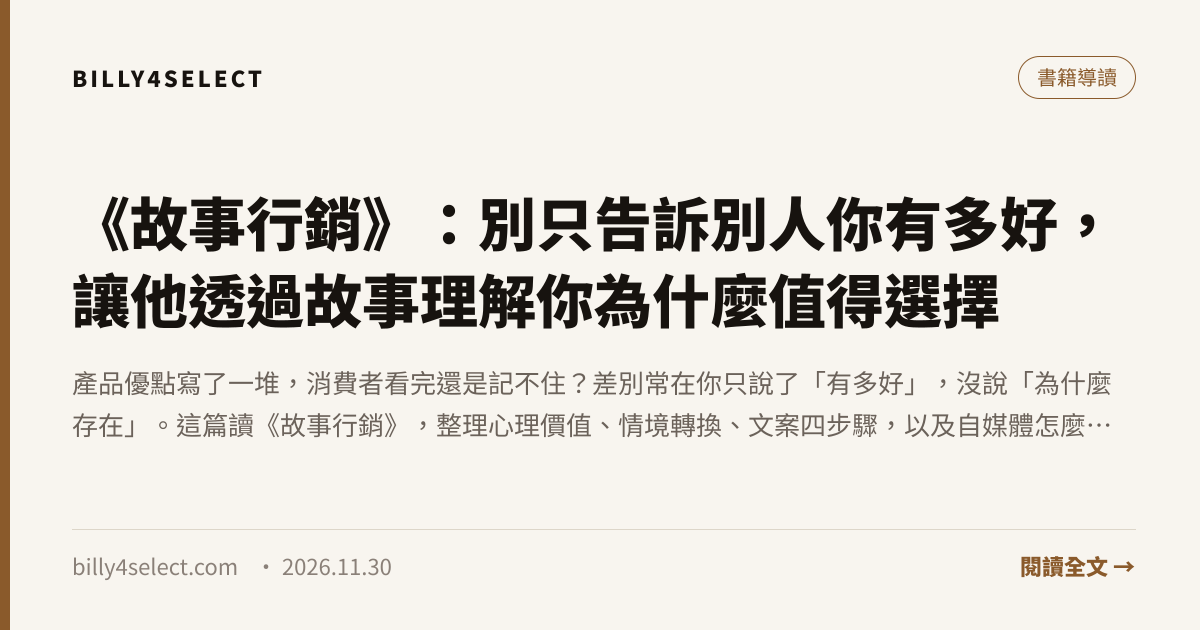 BILLY4SELECT
書籍導讀
《故事行銷》：別只告訴別人你有多好，
讓他透過故事理解你為什麼值得選擇
產品優點寫了一堆，消費者看完還是記不住？差別常在你只說了「有多好」，沒說「為什麼
存在」。這篇讀《故事行銷》，整理心理價值、情境轉換、文案四步驟，以及自媒體怎麼⋯
billy4select.com ・ 2026.11.30
閱讀全文 →